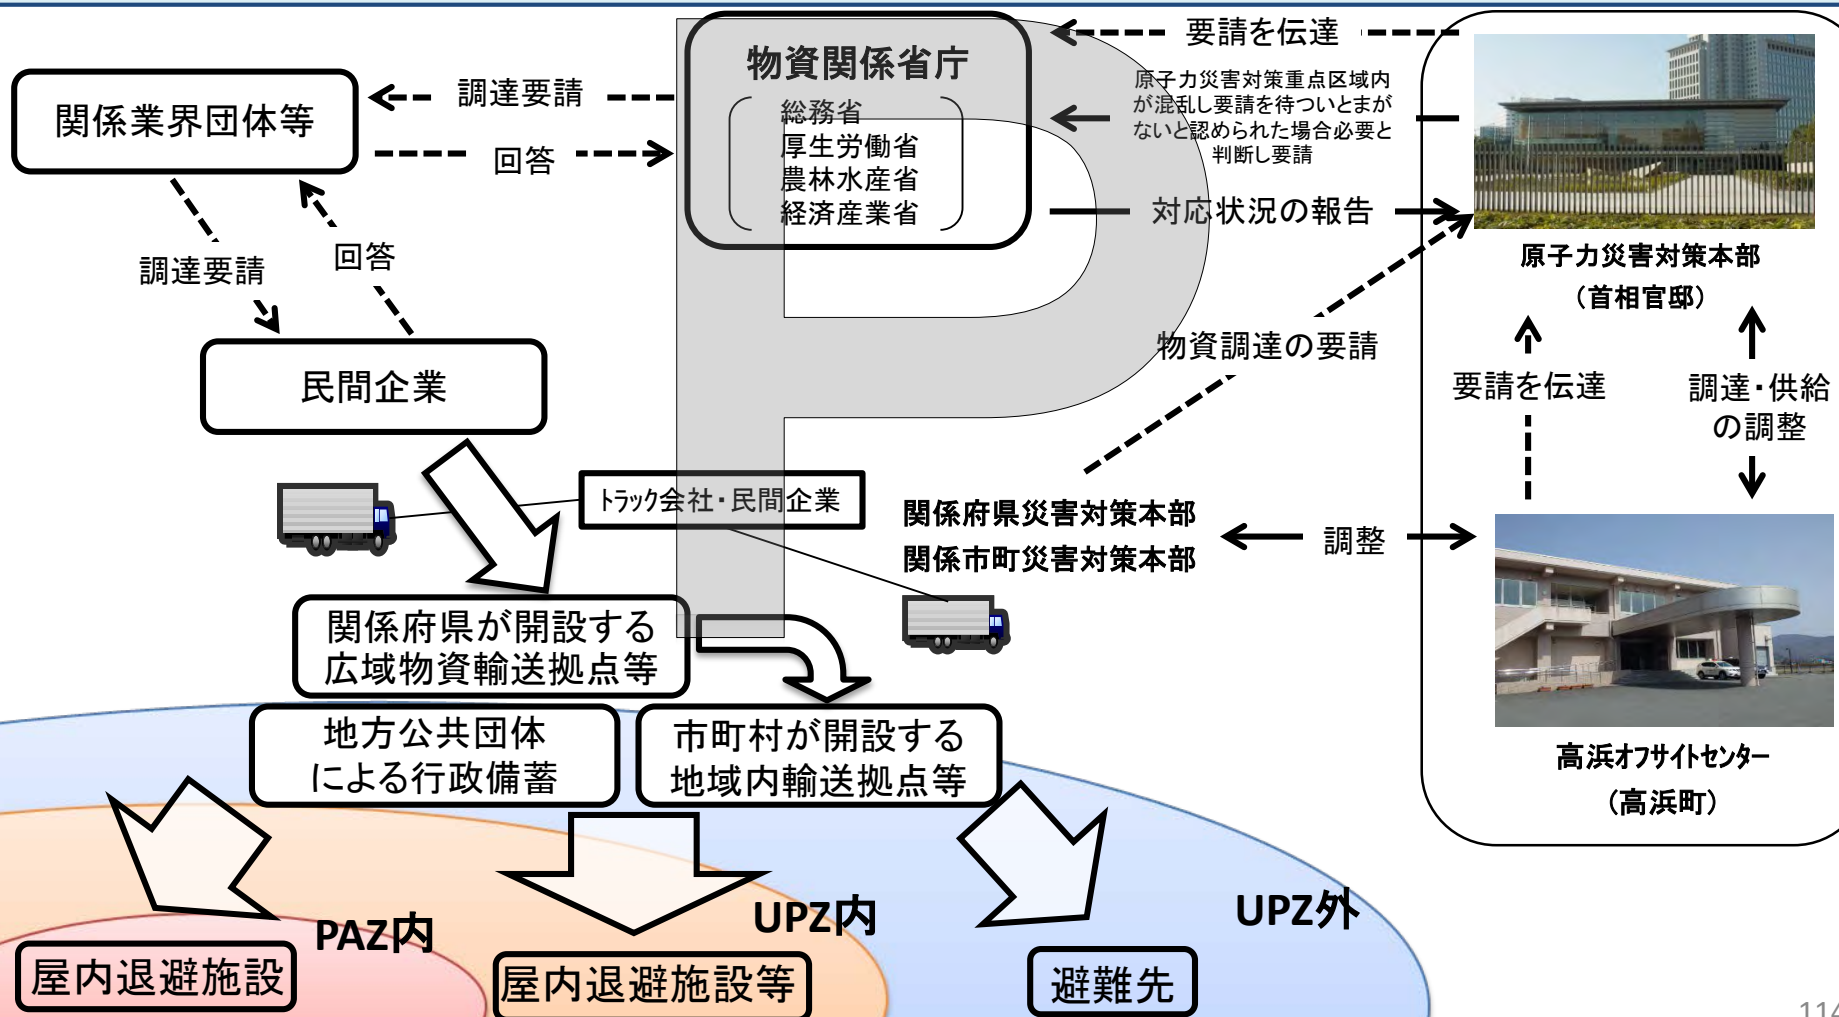 要請を伝達
物資関係省庁
総務省
厚生労働省
農林水産省
経済産業省
調達要請
関係業界団体等
回答
原子力災害対策重点区域内
が混乱し要請を待ついとまが
ないと認められた場合必要と
判断し要請
対応状況の報告
原子力災害対策本部
（首相官邸）
調達要請
回答
物資調達の要請
民間企業
要請を伝達
調達・供給
の調整
トラック会社・民間企業
関係府県災害対策本部
関係市町災害対策本部
調整
関係府県が開設する
広域物資輸送拠点等
地方公共団体
による行政備蓄
市町村が開設する
地域内輸送拠点等
高浜オフサイトセンター
（高浜町）
PAZ内
UPZ内
UPZ外
屋内退避施設
屋内退避施設等
避難先
114
P